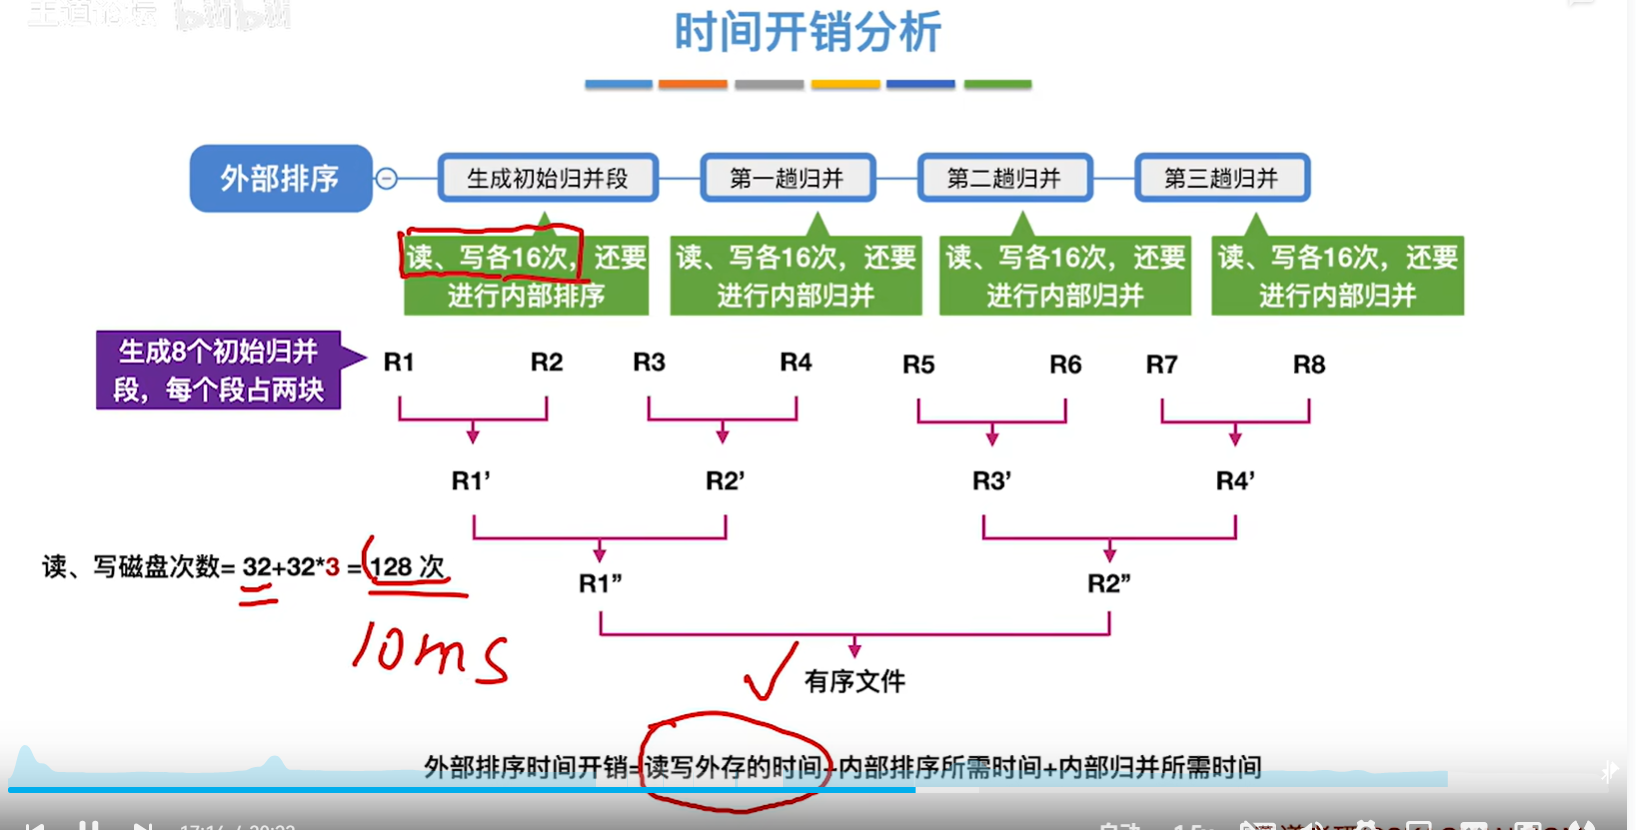 王道论坛 bilibili
时间开销分析
外部排序
生成初始归并段
第一趟归并
第二趟归并
第三趟归并
读、写各16次，还要
进行内部排序
读、写各16次，还要
进行内部归并
读、写各16次，还要
进行内部归并
读、写各16次，还要
进行内部归并
生成8个初始归并
段，每个段占两块
R1 R2 R3 R4 R5 R6 R7 R8
R1’ R2’ R3’ R4’
读、写磁盘次数= 32+32*3 = 128 次
R1” R2”
10ms
有序文件
外部排序时间开销=读写外存的时间+内部排序所需时间+内部归并所需时间